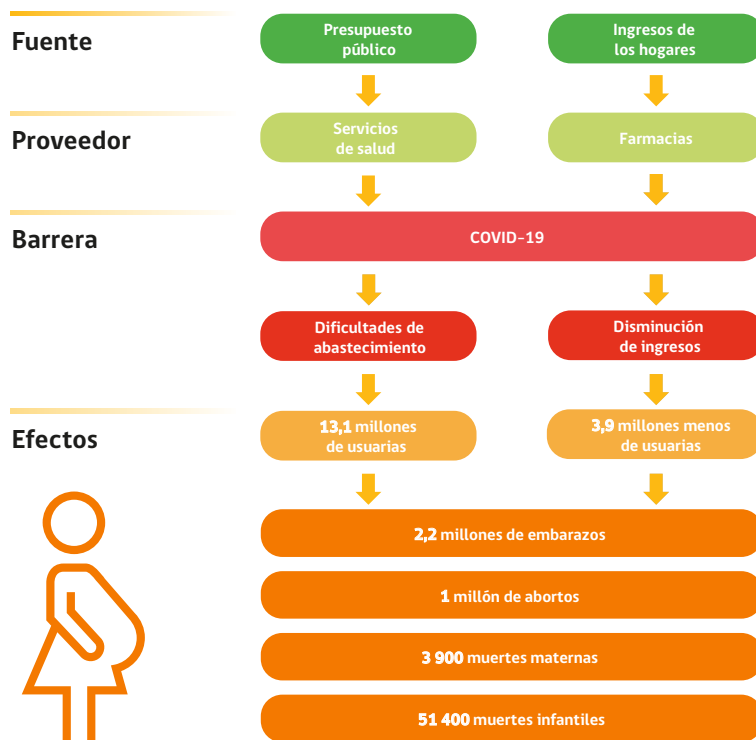 Fuente
Presupuesto
público
Ingresos de
los hogares
Proveedor
Servicios
de salud
Farmacias
Barrera
COVID-19
Dificultades de
abastecimiento
Disminución
de ingresos
Efectos
13,1 millones
de usuarias
3,9 millones menos
de usuarias
2,2 millones de embarazos
1 millón de abortos
3 900 muertes maternas
51 400 muertes infantiles